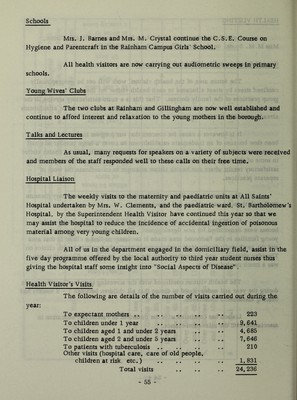 Schools
Mrs. J. Barnes and Mrs. M. Crystal continue the C.S.E. Course on
Hygiene and Parentcraft in the Rainham Campus Girls' School.
All health visitors are now carrying out audiometric sweeps in primary
schools.
Young Wives' Clubs
The two clubs at Rainham and Gillingham are now well established and
continue to afford interest and relaxation to the young mothers in the borough.
Talks and Lectures
As usual, many requests for speakers on a variety of subjects were received
and members of the staff responded well to these calls on their free time.
Hospital Liaison
The weekly visits to the maternity and paediatric units at All Saints'
Hospital undertaken by Mrs. W. Clements, and the paediatric ward, St. Bartholomew's
Hospital, by the Superintendent Health Visitor have continued this year so that we
may assist the hospital to reduce the incidence of accidental ingestion of poisonous
material among very young children.
All of us in the department engaged in the domiciliary field, assist in the
five day programme offered by the local authority to third year student nurses thus
giving the hospital staff some insight into "Social Aspects of Disease".
Health Visitor's Visits.
The following are details of the number of visits carried out during the
year:
To expectant mothers .. .. .. .. .. 223
To children under 1 year .. .. .. .. 9,641
To children aged 1 and under 2 years .. .. 4,685
To children aged 2 and under 5 years .. .. 7,646
To patients with tuberculosis .. .. .. .. 210
Other visits (hospital care, care of old people,
children at risk. etc.) .. .. .. .. 1,831
Total visits .. .. 24,236
- 55 -